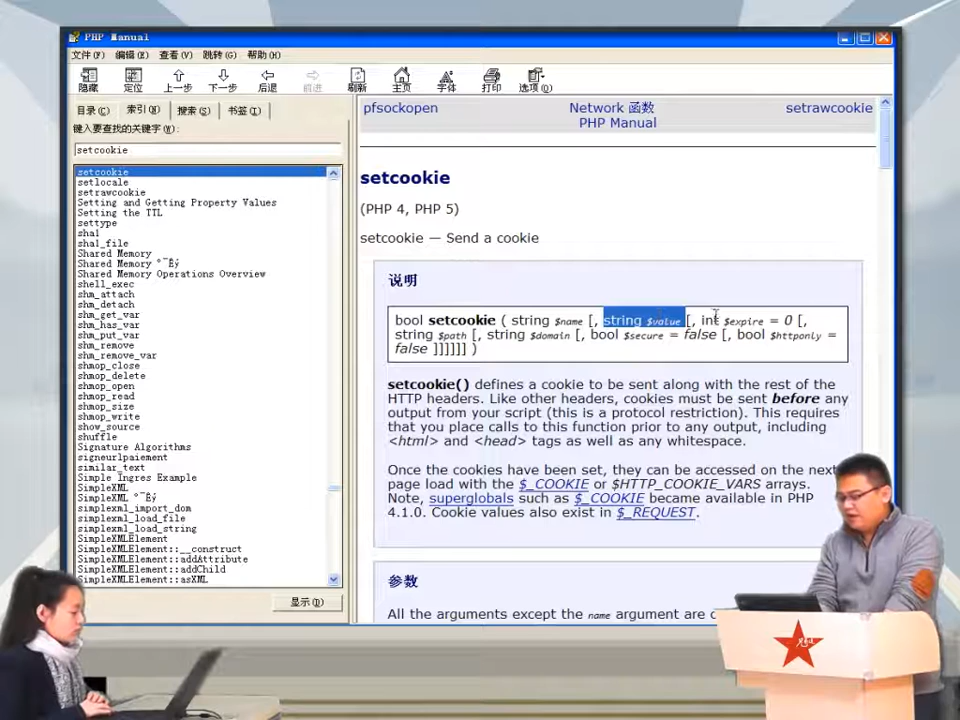 PHP Manual
文件(F) 编辑(E) 查看(V) 跳转(G) 帮助(H)
隐藏 定位 上一步 下一步 后退 前进 刷新 主页 字体 打印 选项(O)
目录(C) 索引(N) 搜索(S) 书签(I)
键入要查找的关键字(W):
setcookie
setcookie
setlocale
setrawcookie
Setting and Getting Property Values
Setting the TTL
settype
sha1
sha1_file
Shared Memory
Shared Memory
Shared Memory Operations Overview
shell_exec
shm_attach
shm_detach
shm_get_var
shm_has_var
shm_put_var
shm_remove
shm_remove_var
shmop_close
shmop_delete
shmop_open
shmop_read
shmop_size
shmop_write
show_source
shuffle
Signature Algorithms
signeurlpaiement
similar_text
Simple Ingres Example
SimpleXML
SimpleXML
simplexml_import_dom
simplexml_load_file
simplexml_load_string
SimpleXMLElement
SimpleXMLElement::__construct
SimpleXMLElement::addAttribute
SimpleXMLElement::addChild
SimpleXMLElement::asXML
显示(D)
pfsockopen Network 函数 setrawcookie
PHP Manual
setcookie
(PHP 4, PHP 5)
setcookie — Send a cookie
说明
bool setcookie ( string $name [, string $value [, int $expire = 0 [,
string $path [, string $domain [, bool $secure = false [, bool $httponly =
false ]]]]]] )
setcookie() defines a cookie to be sent along with the rest of the
HTTP headers. Like other headers, cookies must be sent before any
output from your script (this is a protocol restriction). This requires
that you place calls to this function prior to any output, including
<html> and <head> tags as well as any whitespace.
Once the cookies have been set, they can be accessed on the next
page load with the $_COOKIE or $HTTP_COOKIE_VARS arrays.
Note, superglobals such as $_COOKIE became available in PHP
4.1.0. Cookie values also exist in $_REQUEST.
参数
All the arguments except the name argument are